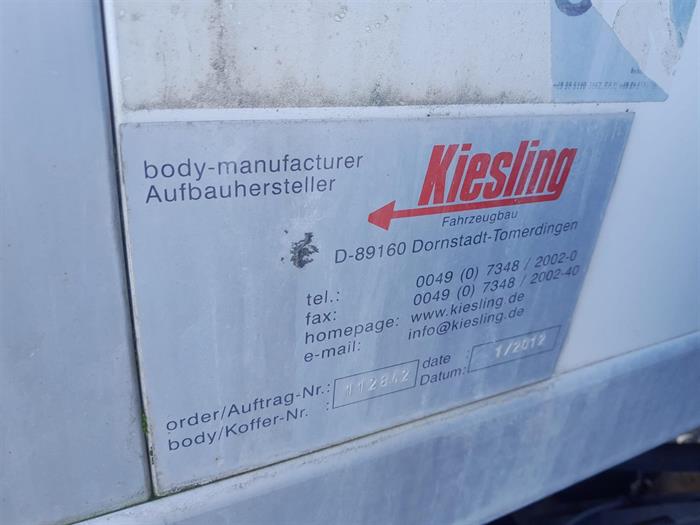 body-manufacturer
Aufbauhersteller
Kiesling
Fahrzeugbau
D-89160 Dornstadt-Tomerdingen
tel.: 0049 (0) 7348 / 2002-0
fax: 0049 (0) 7348 / 2002-40
homepage: www.kiesling.de
e-mail: info@kiesling.de
order/Auftrag-Nr.: 112842 date : 1/2012
body/Koffer-Nr. : Datum: